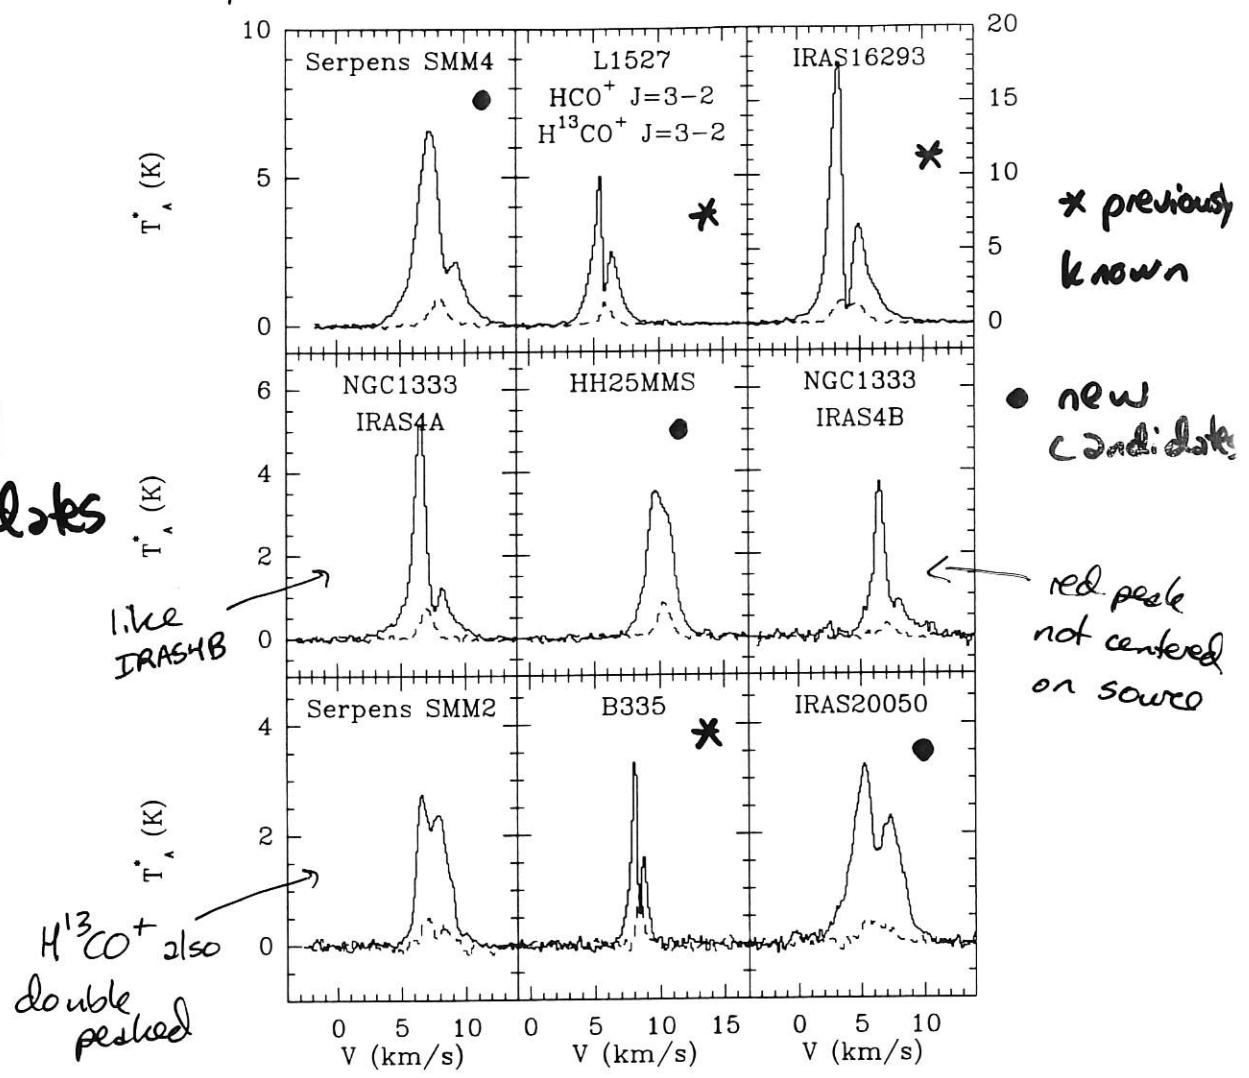 10
Serpens SMM4
L1527
HCO⁺ J=3−2
H¹³CO⁺ J=3−2
IRAS16293
20
15
10
5
0
5
0
T*A (K)
* previously
known
6
4
2
0
T*A (K)
NGC1333
IRAS4A
HH25MMS
NGC1333
IRAS4B
● new
candidates
like
IRAS4B
red peak
not centered
on source
4
2
0
T*A (K)
Serpens SMM2
B335
IRAS20050
H¹³CO⁺ also
double
peaked
0 5 10 0 5 10 15 0 5 10
V (km/s) V (km/s) V (km/s)